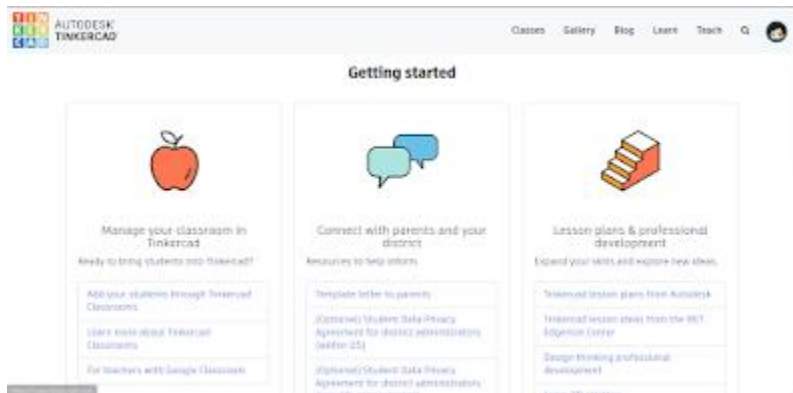 TINKERCAD
AUTODESK
TINKERCAD
Classes Gallery Blog Learn Teach
Getting started
Manage your classroom in
Tinkercad
Ready to bring students into Tinkercad?
Add your students through Tinkercad
Classrooms
Learn more about Tinkercad
Classrooms
For teachers with Google Classroom
Connect with parents and your
district
Resources to help inform.
Template letter to parents
(Optional) Student Data Privacy
Agreement for district administrators
(within US)
(Optional) Student Data Privacy
Agreement for district administrators
Lesson plans & professional
development
Expand your skills and explore new ideas.
Tinkercad lesson plans from Autodesk
Tinkercad lesson ideas from the MIT
Edgerton Center
Design thinking professional
development